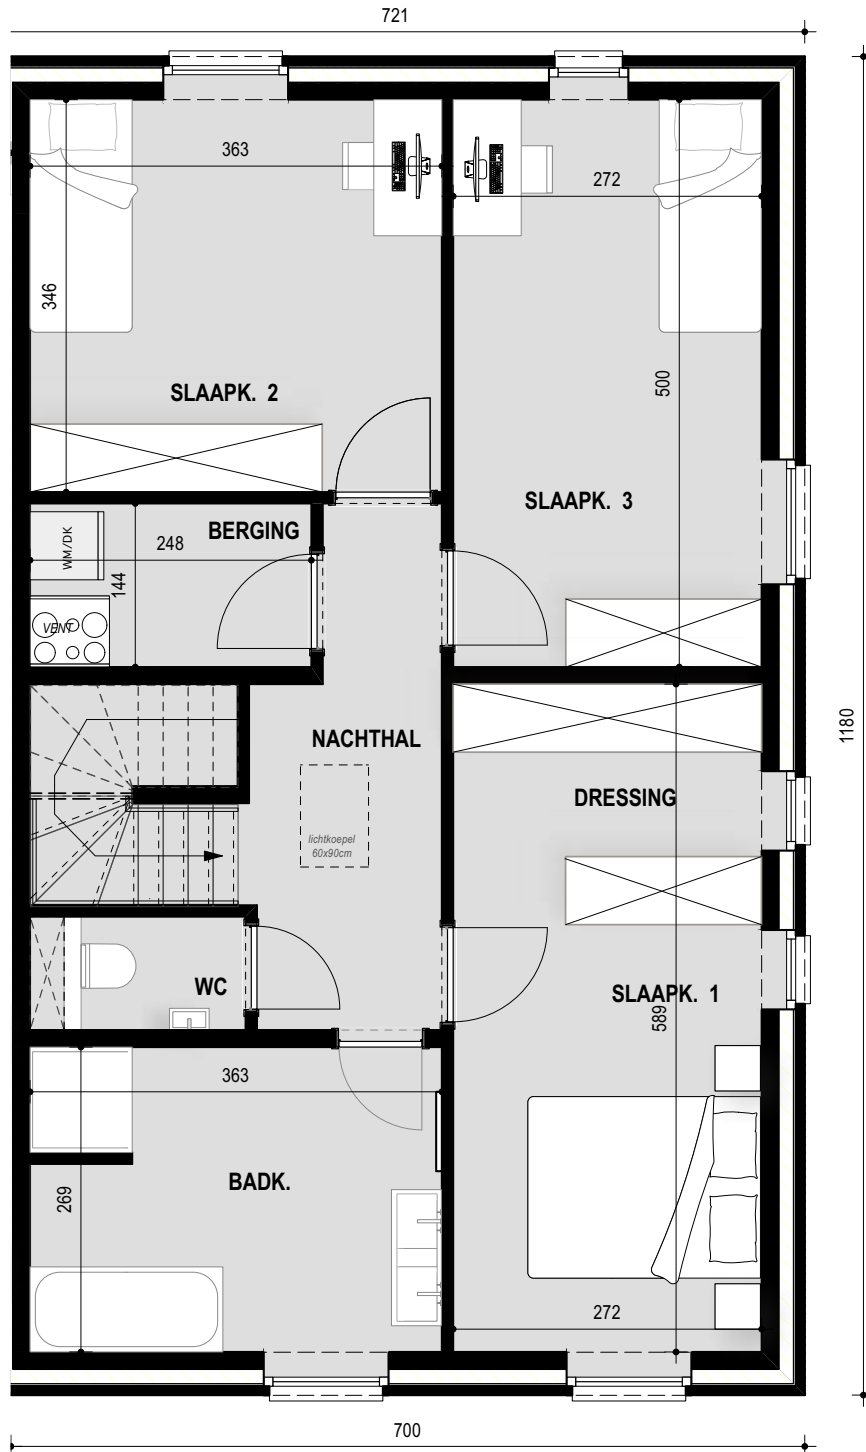 721
363
272
346
SLAAPK. 2
500
SLAAPK. 3
BERGING
WM/DK
248
144
VENT
NACHTHAL
1180
DRESSING
lichtkoepel
60x90cm
WC
SLAAPK. 1
589
363
BADK.
269
272
700